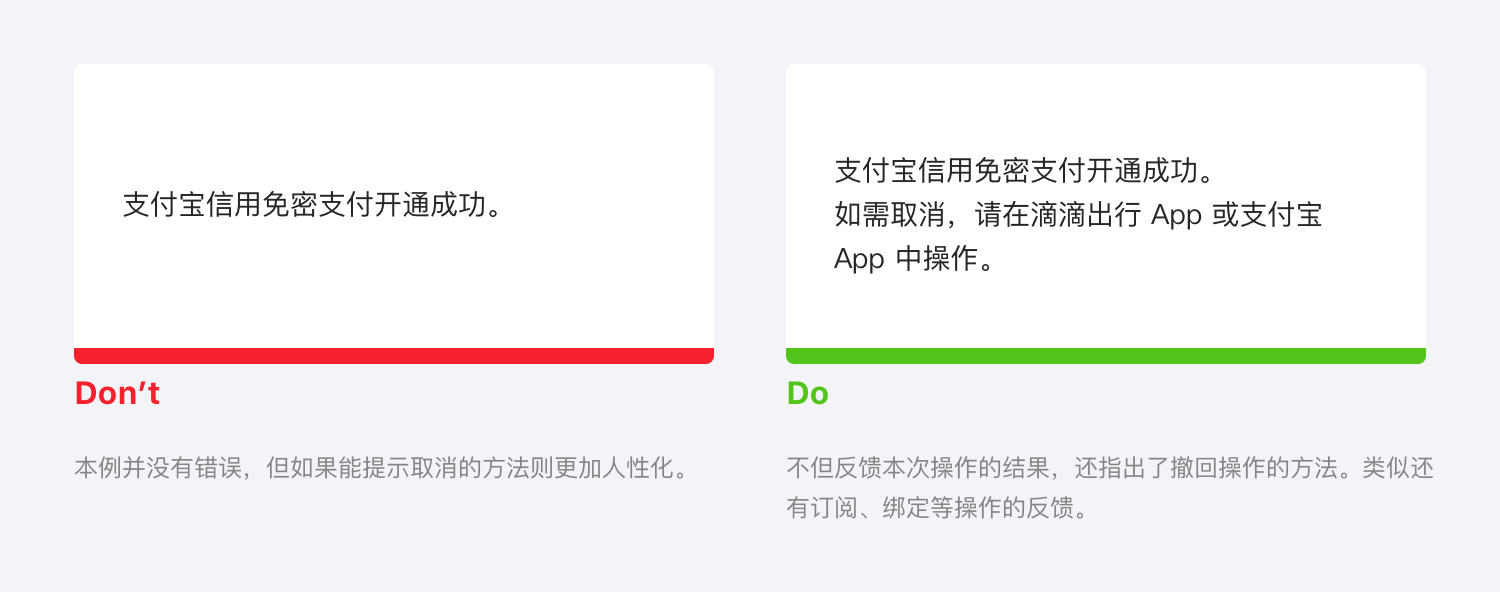 支付宝信用免密支付开通成功。
Don’t
本例并没有错误，但如果能提示取消的方法则更加人性化。
支付宝信用免密支付开通成功。
如需取消，请在滴滴出行 App 或支付宝
App 中操作。
Do
不但反馈本次操作的结果，还指出了撤回操作的方法。类似还
有订阅、绑定等操作的反馈。